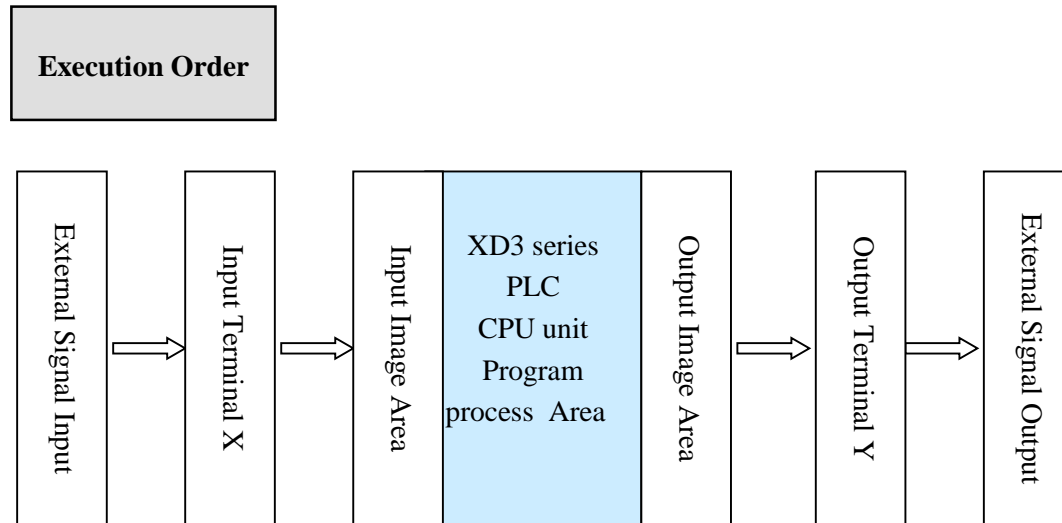 Execution Order
External Signal Input
Input Terminal X
Input Image Area
XD3 series
PLC
CPU unit
Program
process Area
Output Image Area
Output Terminal Y
External Signal Output